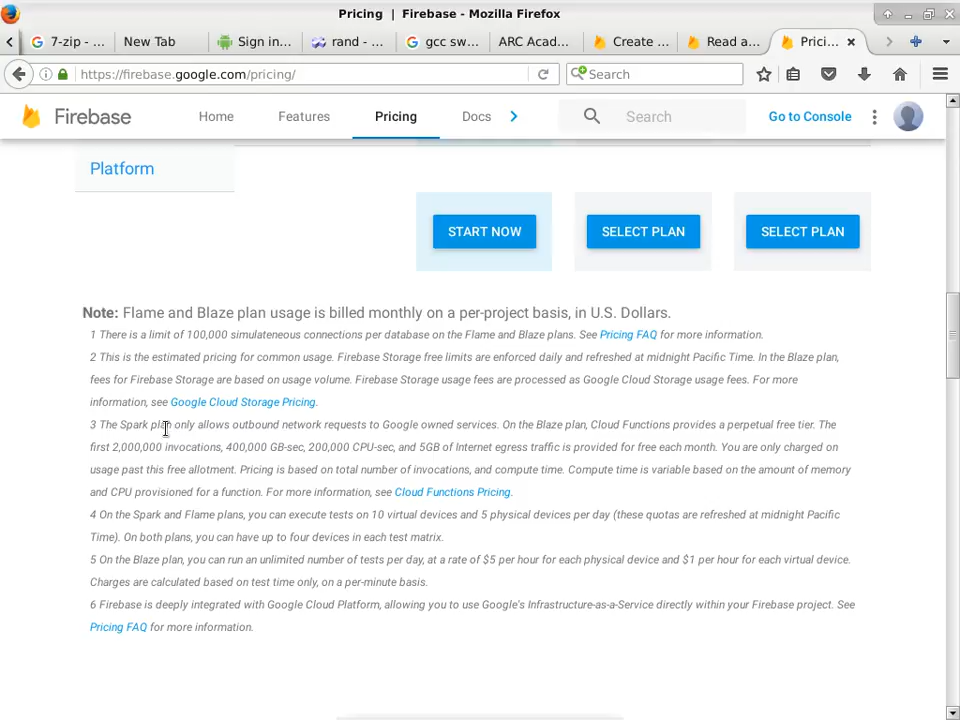 Pricing | Firebase - Mozilla Firefox
7-zip - ...
New Tab
Sign in...
rand - ...
gcc sw...
ARC Acad...
Create ...
Read a...
Prici...
https://firebase.google.com/pricing/
Search
Firebase
Home
Features
Pricing
Docs
Search
Go to Console
Platform
START NOW
SELECT PLAN
SELECT PLAN
Note: Flame and Blaze plan usage is billed monthly on a per-project basis, in U.S. Dollars.
1 There is a limit of 100,000 simulateneous connections per database on the Flame and Blaze plans. See Pricing FAQ for more information.
2 This is the estimated pricing for common usage. Firebase Storage free limits are enforced daily and refreshed at midnight Pacific Time. In the Blaze plan,
fees for Firebase Storage are based on usage volume. Firebase Storage usage fees are processed as Google Cloud Storage usage fees. For more
information, see Google Cloud Storage Pricing.
3 The Spark plan only allows outbound network requests to Google owned services. On the Blaze plan, Cloud Functions provides a perpetual free tier. The
first 2,000,000 invocations, 400,000 GB-sec, 200,000 CPU-sec, and 5GB of Internet egress traffic is provided for free each month. You are only charged on
usage past this free allotment. Pricing is based on total number of invocations, and compute time. Compute time is variable based on the amount of memory
and CPU provisioned for a function. For more information, see Cloud Functions Pricing.
4 On the Spark and Flame plans, you can execute tests on 10 virtual devices and 5 physical devices per day (these quotas are refreshed at midnight Pacific
Time). On both plans, you can have up to four devices in each test matrix.
5 On the Blaze plan, you can run an unlimited number of tests per day, at a rate of $5 per hour for each physical device and $1 per hour for each virtual device.
Charges are calculated based on test time only, on a per-minute basis.
6 Firebase is deeply integrated with Google Cloud Platform, allowing you to use Google's Infrastructure-as-a-Service directly within your Firebase project. See
Pricing FAQ for more information.